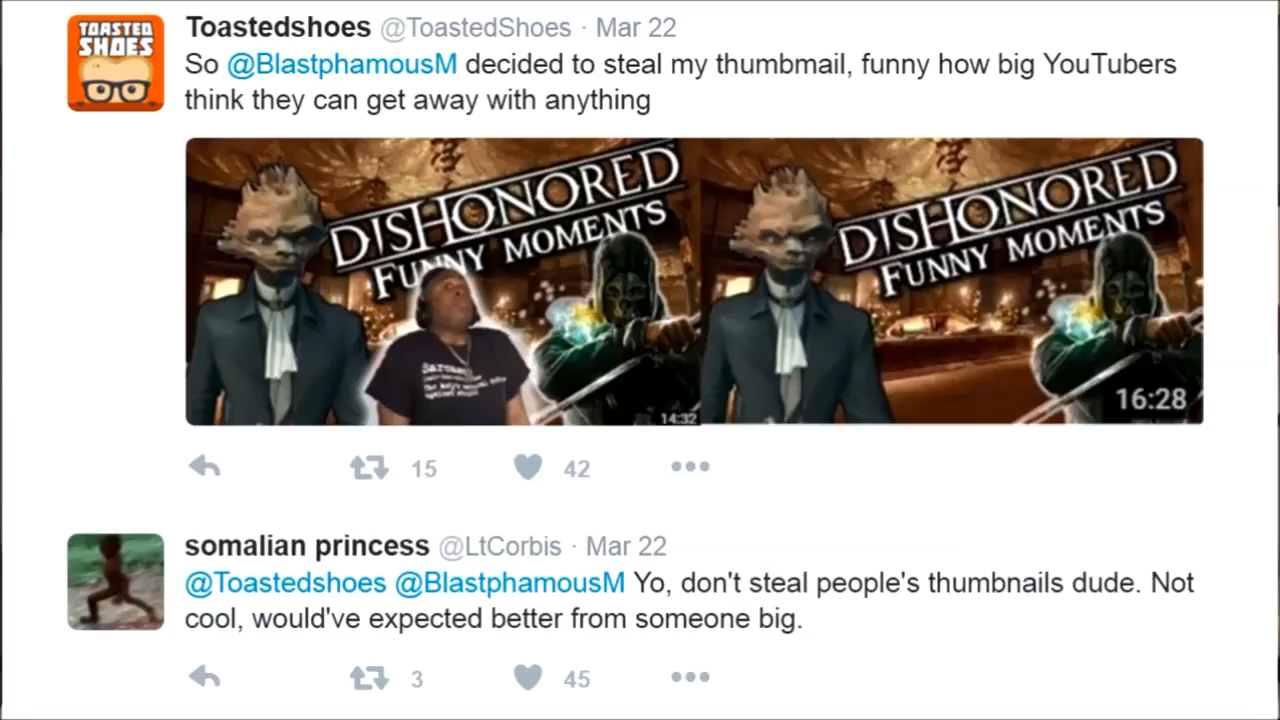 TOASTED
SHOES
Toastedshoes @ToastedShoes · Mar 22
So @BlastphamousM decided to steal my thumbmail, funny how big YouTubers
think they can get away with anything
DISHONORED
FUNNY MOMENTS
14:32
DISHONORED
FUNNY MOMENTS
16:28
15 42
somalian princess @LtCorbis · Mar 22
@Toastedshoes @BlastphamousM Yo, don't steal people's thumbnails dude. Not
cool, would've expected better from someone big.
3 45